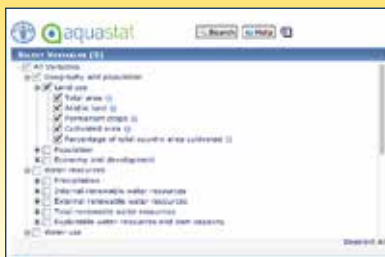 aquastat Search Help
Select Variables (5)
All Variables
Geography and population
Land use
Total area
Arable land
Permanent crops
Cultivated area
Percentage of total country area cultivated
Population
Economy and development
Water resources
Precipitation
Internal renewable water resources
External renewable water resources
Total renewable water resources
Exploitable water resources and dam capacity
Water use
Deselect